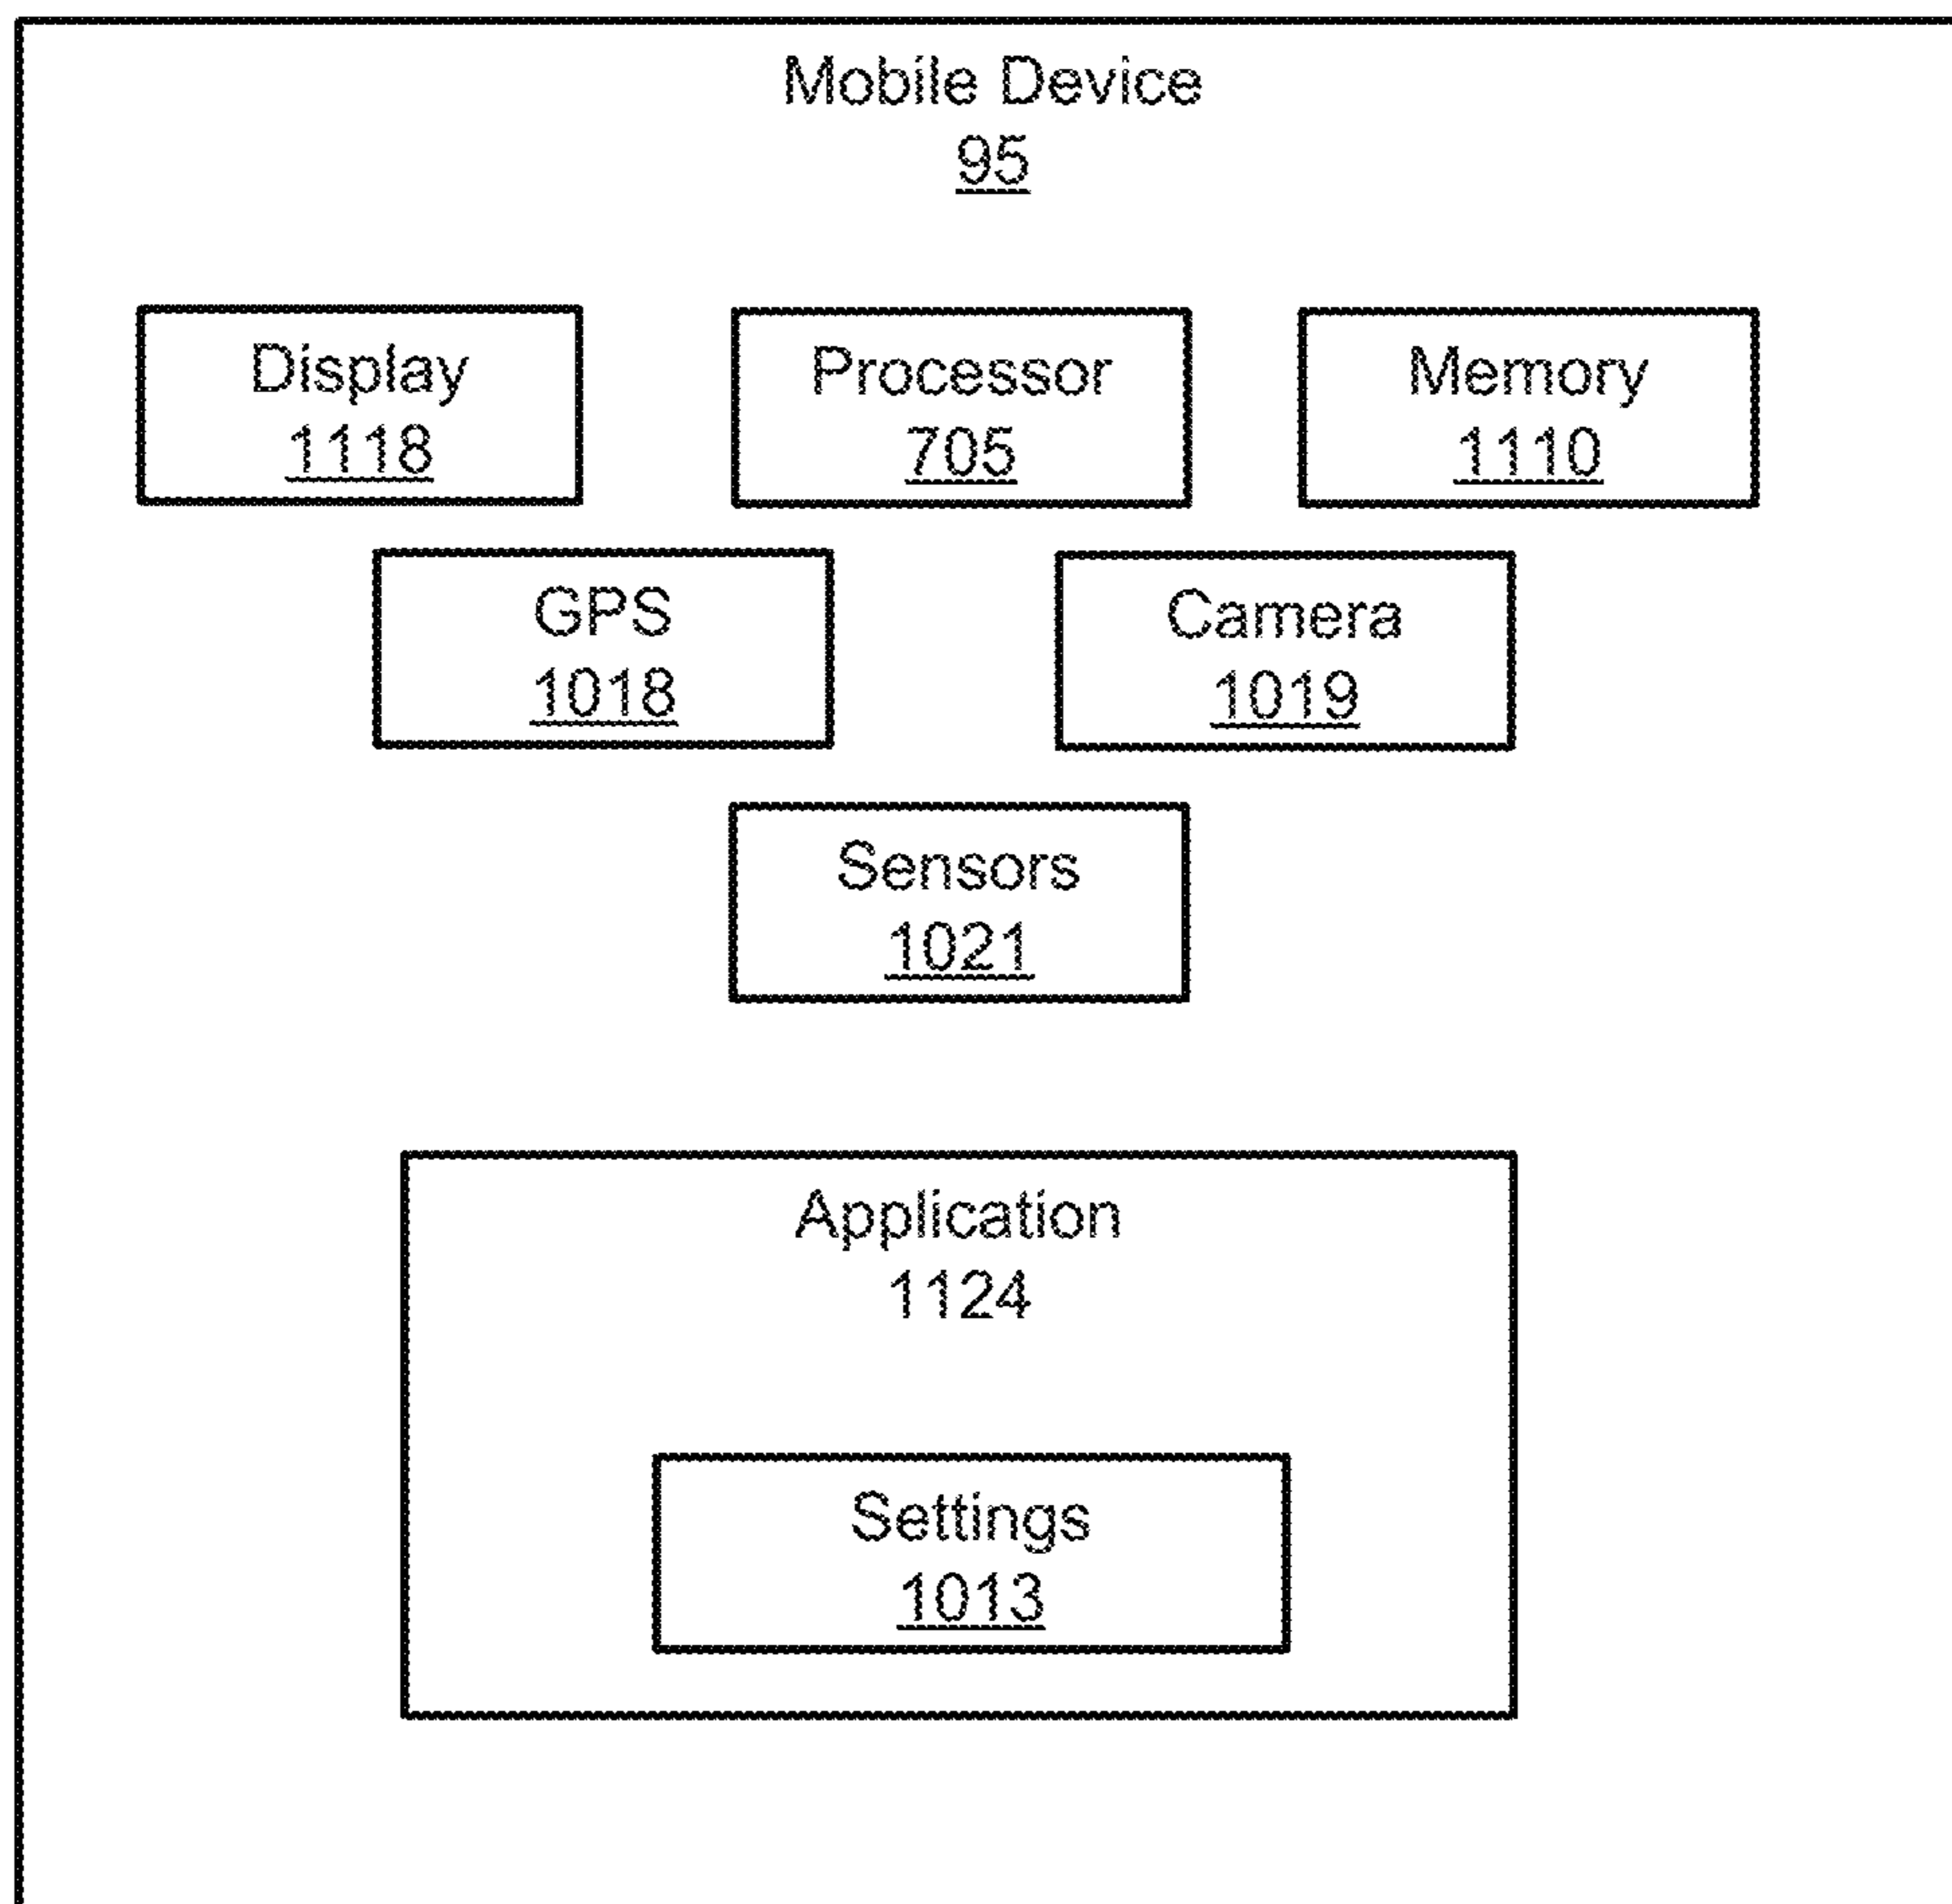 Mobile Device
95
Display
1118
Processor
705
Memory
1110
GPS
1018
Camera
1019
Sensors
1021
Application
1124
Settings
1013